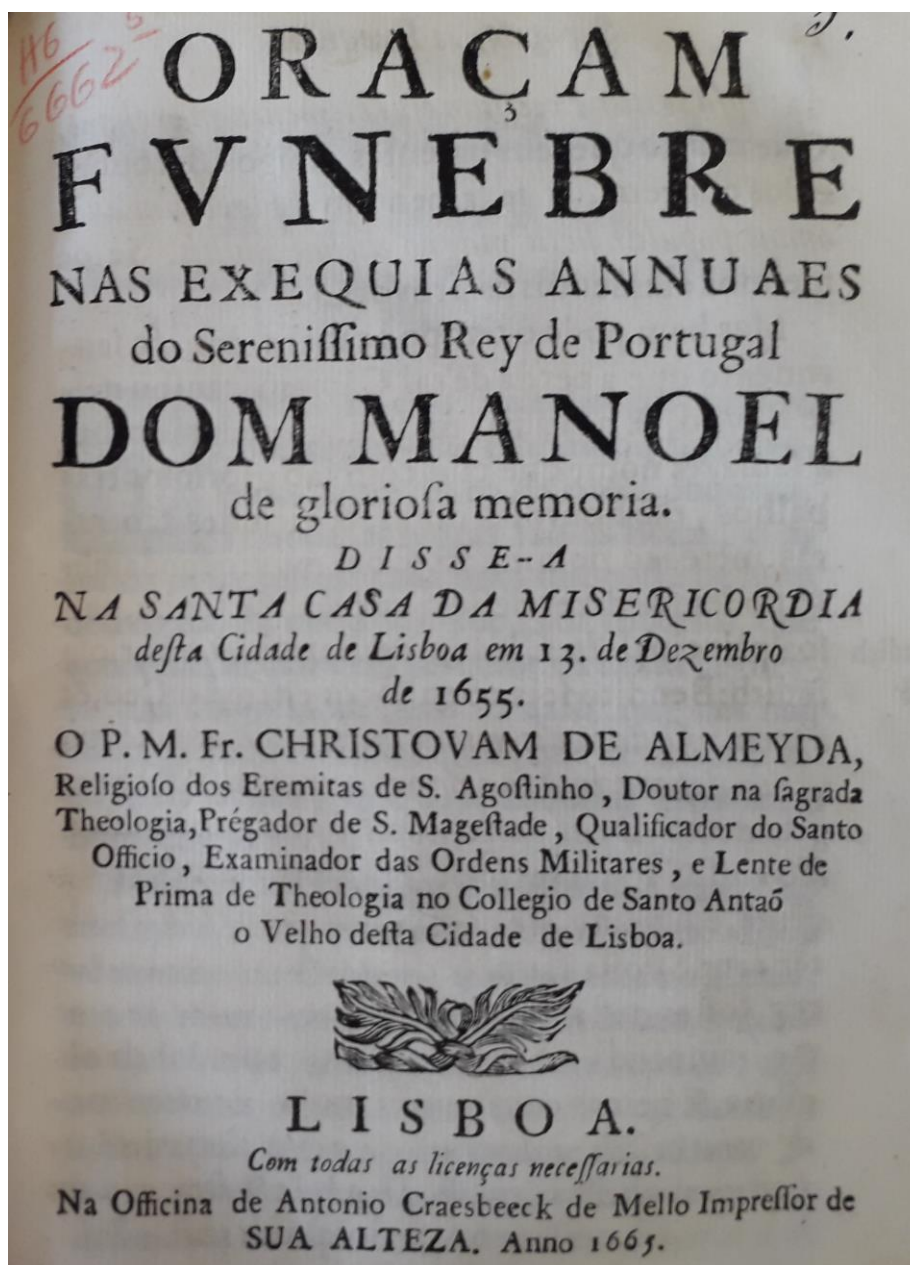 H6
6662
5
ORAÇAM
FVNEBRE
NAS EXEQUIAS ANNUAES
do Sereniſſimo Rey de Portugal
DOM MANOEL
de glorioſa memoria.
DISSE-A
NA SANTA CASA DA MISERICORDIA
deſta Cidade de Lisboa em 13. de Dezembro
de 1655.
O P. M. Fr. CHRISTOVAM DE ALMEYDA,
Religioſo dos Eremitas de S. Agoſtinho, Doutor na ſagrada
Theologia, Prégador de S. Mageſtade, Qualificador do Santo
Officio, Examinador das Ordens Militares, e Lente de
Prima de Theologia no Collegio de Santo Antaõ
o Velho deſta Cidade de Lisboa.
LISBOA.
Com todas as licenças neceſſarias.
Na Officina de Antonio Craesbeeck de Mello Impreſſor de
SUA ALTEZA. Anno 1665.